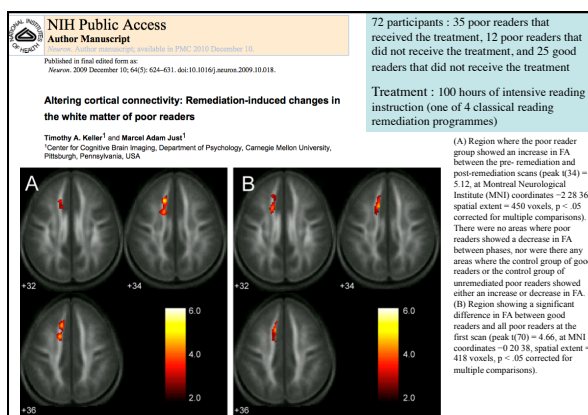 NATIONAL INSTITUTES
OF HEALTH
NIH Public Access
Author Manuscript
Neuron. Author manuscript; available in PMC 2010 December 10.
Published in final edited form as:
Neuron. 2009 December 10; 64(5): 624–631. doi:10.1016/j.neuron.2009.10.018.
Altering cortical connectivity: Remediation-induced changes in
the white matter of poor readers
Timothy A. Keller1 and Marcel Adam Just1
1Center for Cognitive Brain Imaging, Department of Psychology, Carnegie Mellon University,
Pittsburgh, Pennsylvania, USA
72 participants : 35 poor readers that
received the treatment, 12 poor readers that
did not receive the treatment, and 25 good
readers that did not receive the treatment
Treatment : 100 hours of intensive reading
instruction (one of 4 classical reading
remediation programmes)
A
+32
+34
+36
6.0
4.0
2.0
B
+32
+34
+36
6.0
4.0
2.0
(A) Region where the poor reader
group showed an increase in FA
between the pre- remediation and
post-remediation scans (peak t(34) =
5.12, at Montreal Neurological
Institute (MNI) coordinates −2 28 36,
spatial extent = 450 voxels, p < .05
corrected for multiple comparisons).
There were no areas where poor
readers showed a decrease in FA
between phases, nor were there any
areas where the control group of good
readers or the control group of
unremediated poor readers showed
either an increase or decrease in FA.
(B) Region showing a significant
difference in FA between good
readers and all poor readers at the
first scan (peak t(70) = 4.66, at MNI
coordinates −0 20 38, spatial extent =
418 voxels, p < .05 corrected for
multiple comparisons).